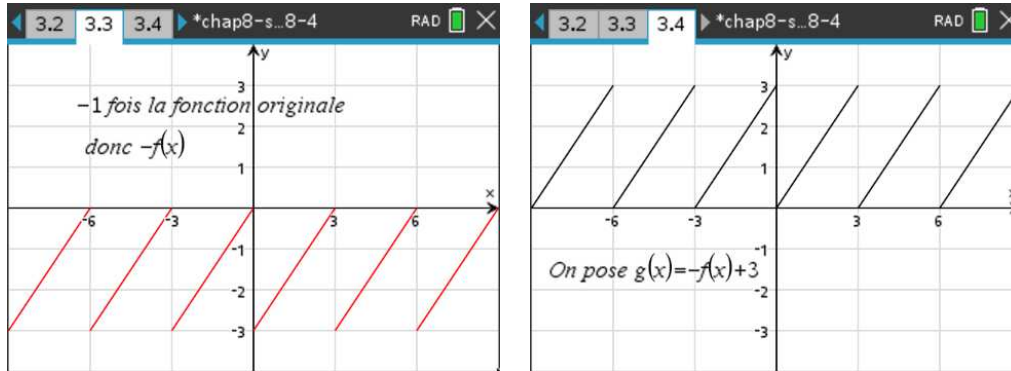 3.2 3.3 3.4 *chap8-s…8-4 RAD
y
3
-1 fois la fonction originale
2
donc -f(x)
1
x
-6 -3 3 6
-1
-2
-3
3.2 3.3 3.4 *chap8-s…8-4 RAD
y
3
2
1
x
-6 -3 3 6
-1
On pose g(x)=-f(x)+3
-2
-3